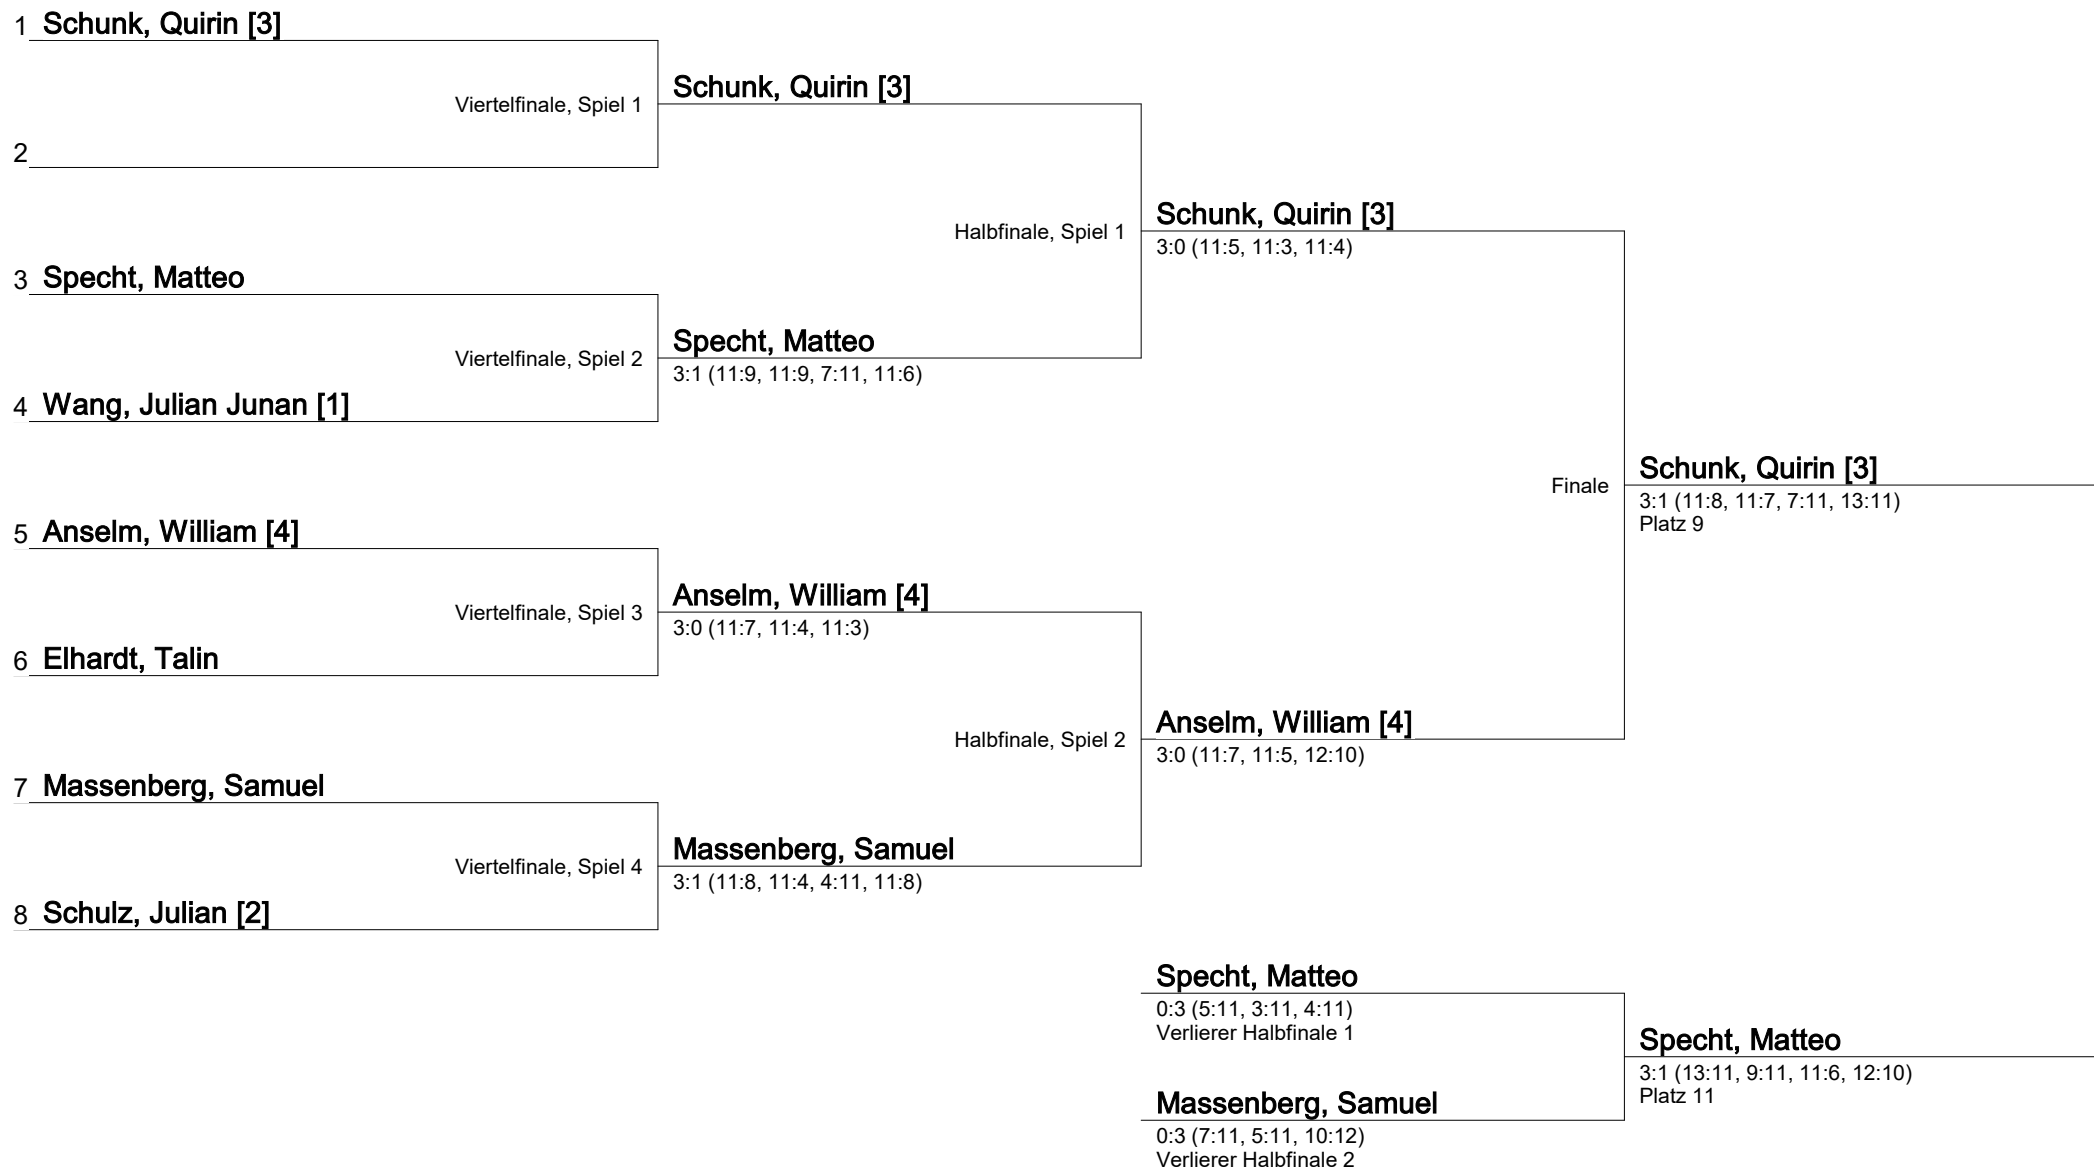 1 Schunk, Quirin [3]
Viertelfinale, Spiel 1
Schunk, Quirin [3]
2
Halbfinale, Spiel 1
Schunk, Quirin [3]
3:0 (11:5, 11:3, 11:4)
3 Specht, Matteo
Viertelfinale, Spiel 2
Specht, Matteo
3:1 (11:9, 11:9, 7:11, 11:6)
4 Wang, Julian Junan [1]
Finale
Schunk, Quirin [3]
3:1 (11:8, 11:7, 7:11, 13:11)
Platz 9
5 Anselm, William [4]
Viertelfinale, Spiel 3
Anselm, William [4]
3:0 (11:7, 11:4, 11:3)
6 Elhardt, Talin
Halbfinale, Spiel 2
Anselm, William [4]
3:0 (11:7, 11:5, 12:10)
7 Massenberg, Samuel
Viertelfinale, Spiel 4
Massenberg, Samuel
3:1 (11:8, 11:4, 4:11, 11:8)
8 Schulz, Julian [2]
Specht, Matteo
0:3 (5:11, 3:11, 4:11)
Verlierer Halbfinale 1
Specht, Matteo
3:1 (13:11, 9:11, 11:6, 12:10)
Platz 11
Massenberg, Samuel
0:3 (7:11, 5:11, 10:12)
Verlierer Halbfinale 2